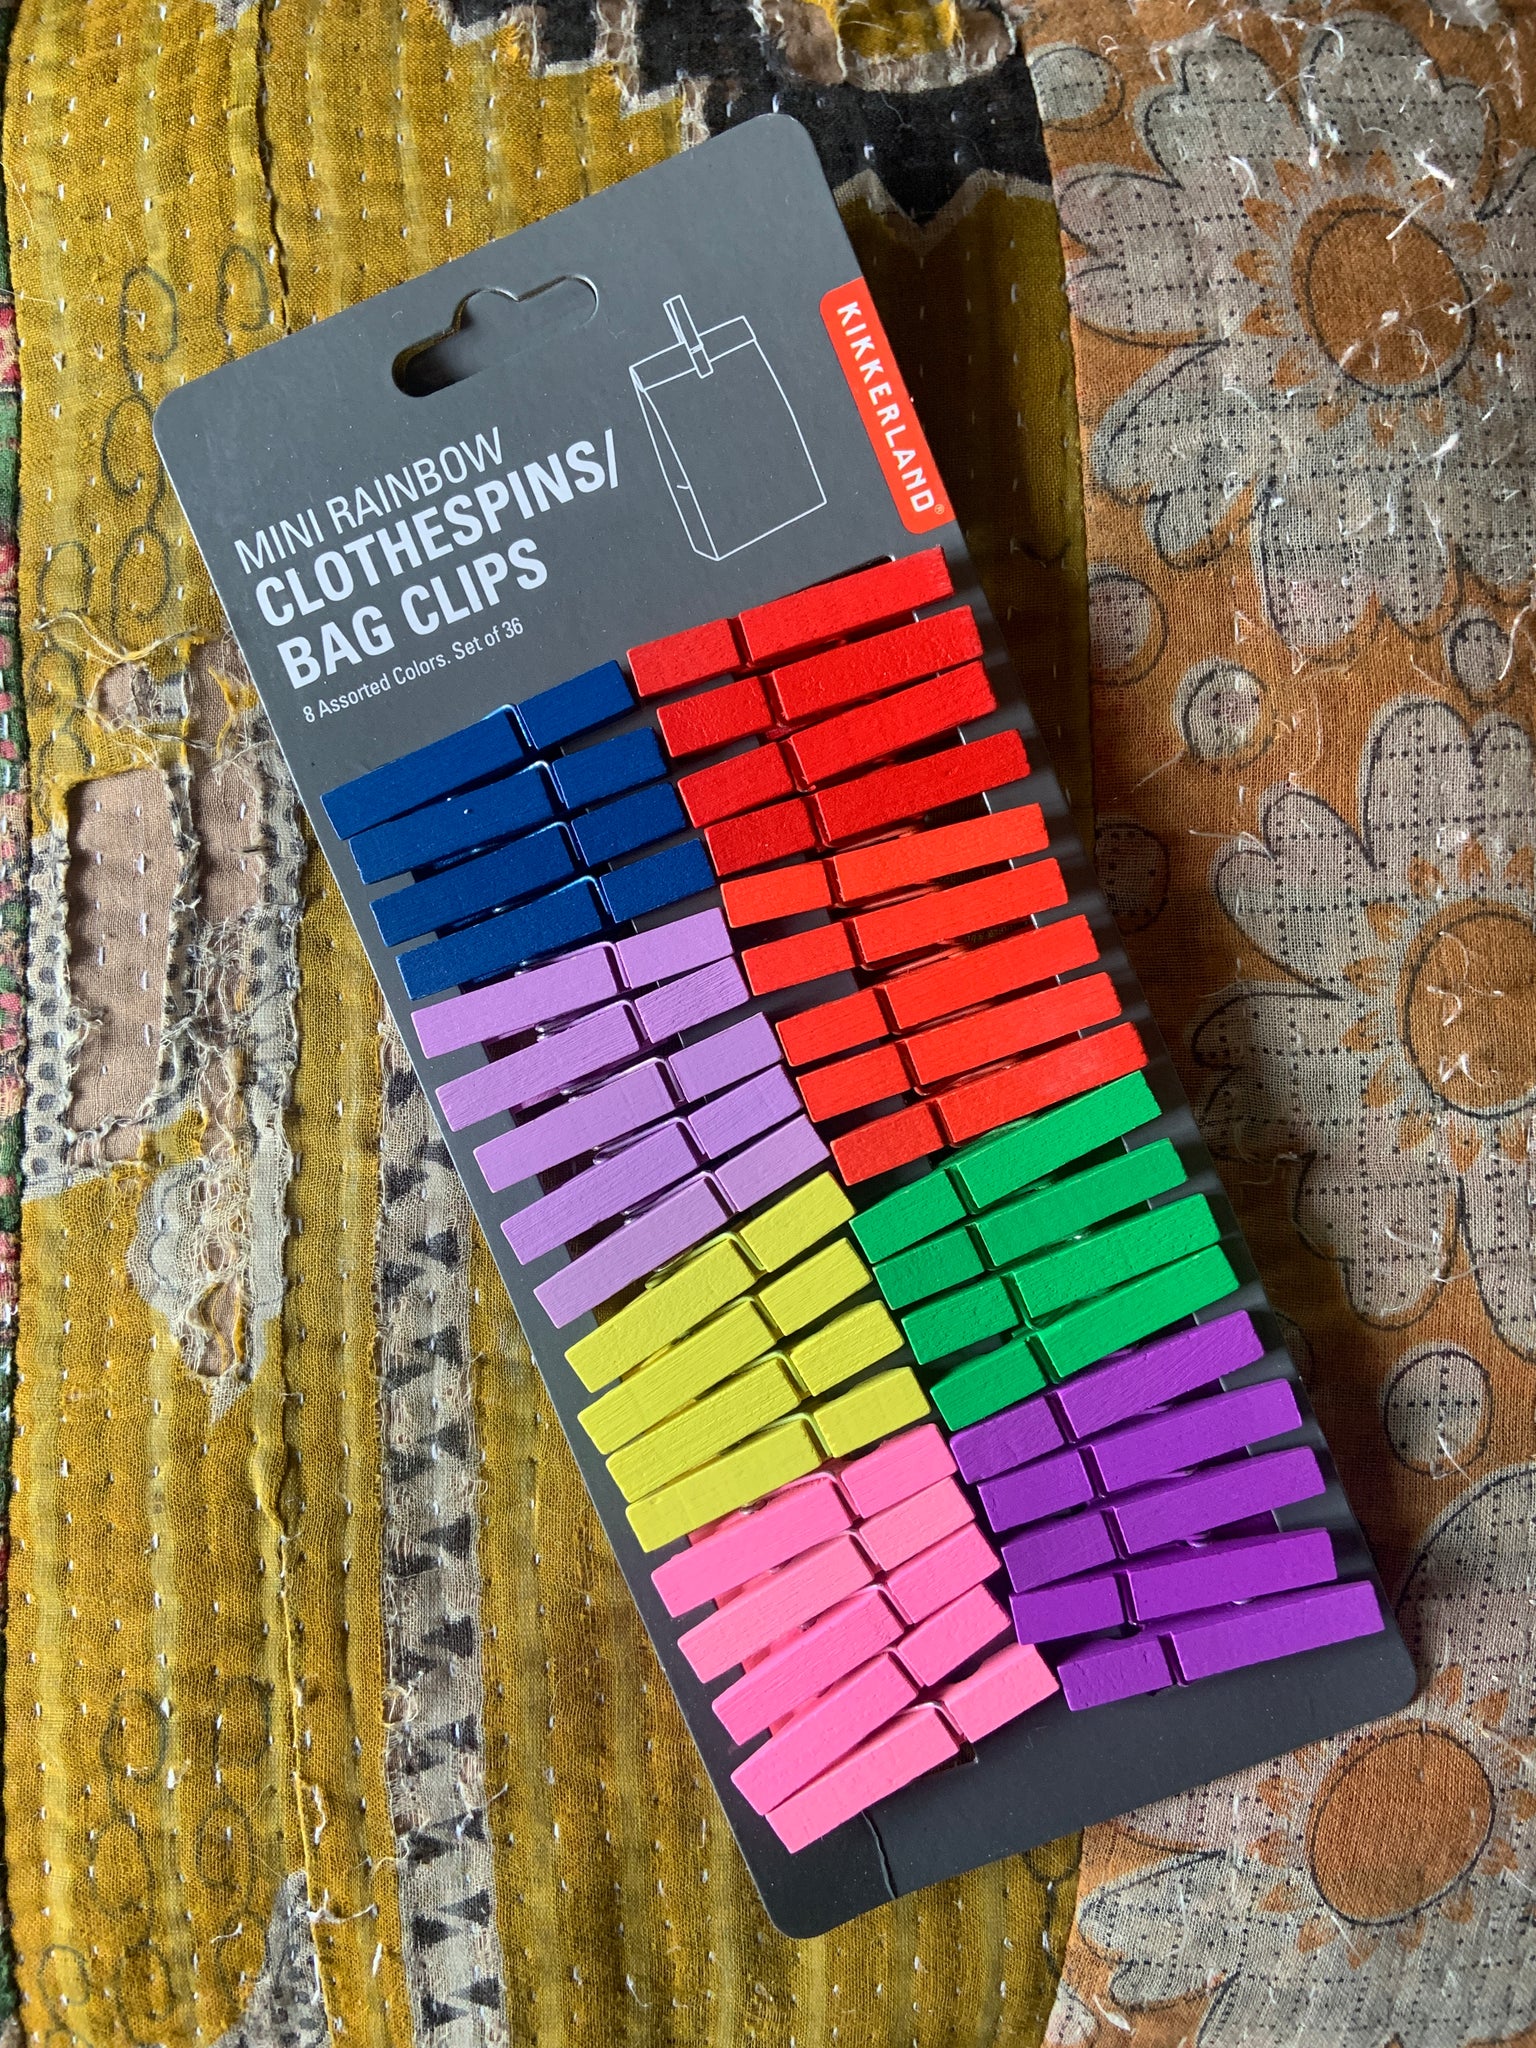 MINI RAINBOW
CLOTHESPINS/
BAG CLIPS
8 Assorted Colors. Set of 36
KIKKERLAND®